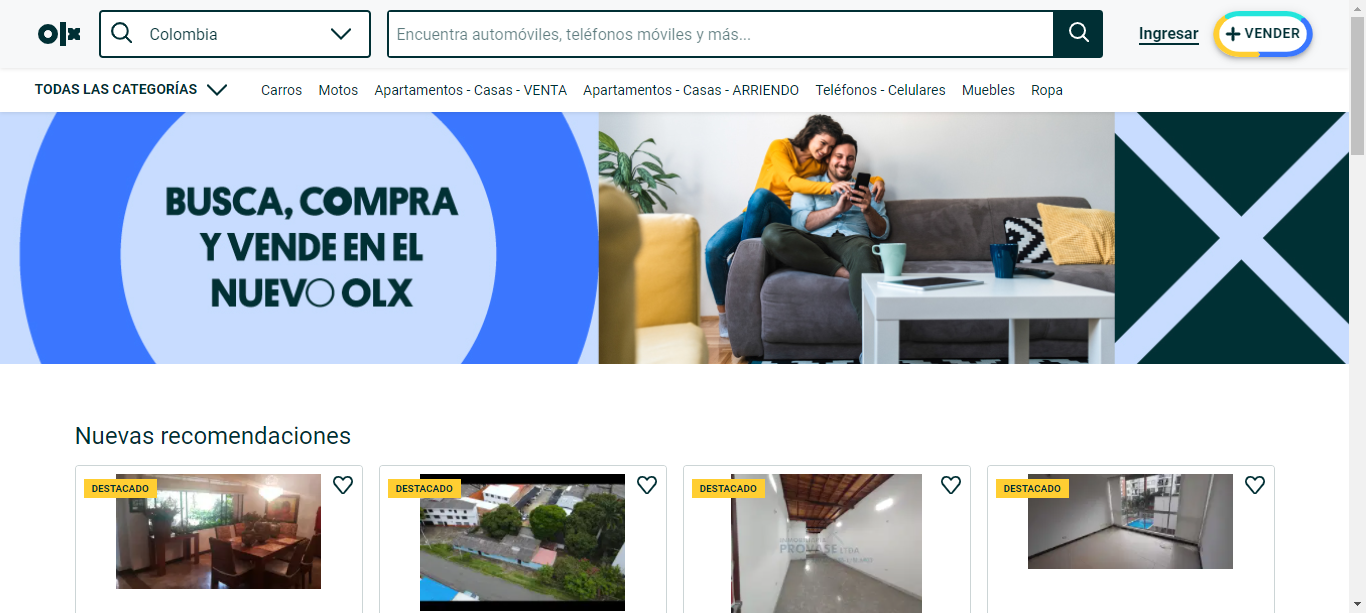 olx
Colombia
Encuentra automóviles, teléfonos móviles y más...
Ingresar
VENDER
TODAS LAS CATEGORÍAS
Carros
Motos
Apartamentos - Casas - VENTA
Apartamentos - Casas - ARRIENDO
Teléfonos - Celulares
Muebles
Ropa
BUSCA, COMPRA
Y VENDE EN EL
NUEVO OLX
Nuevas recomendaciones
DESTACADO
DESTACADO
DESTACADO
PROVASE LTDA
DESTACADO